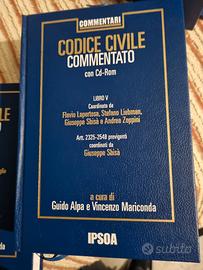 COMMENTARI
CODICE CIVILE
COMMENTATO
con Cd-Rom
LIBRO V
Coordinato da
Flavio Lapertosa, Stefano Liebman,
Giuseppe Sbisà e Andrea Zoppini
Artt. 2325-2548 previgenti
coordinati da
Giuseppe Sbisà
a cura di
Guido Alpa e Vincenzo Mariconda
IPSOA
subito